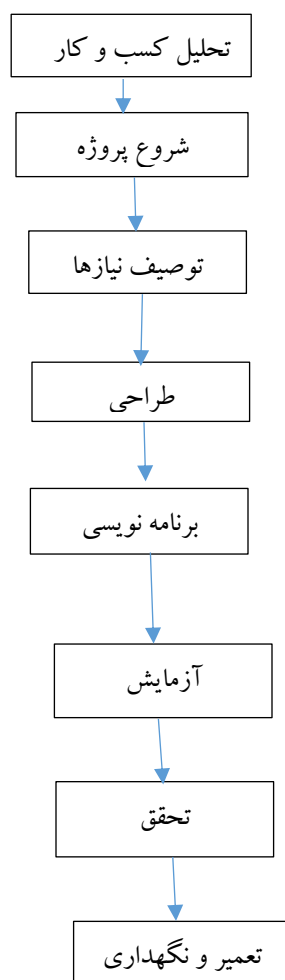 تحلیل کسب و کار
شروع پروژه
توصیف نیازها
طراحی
برنامه نویسی
آزمایش
تحقق
تعمیر و نگهداری